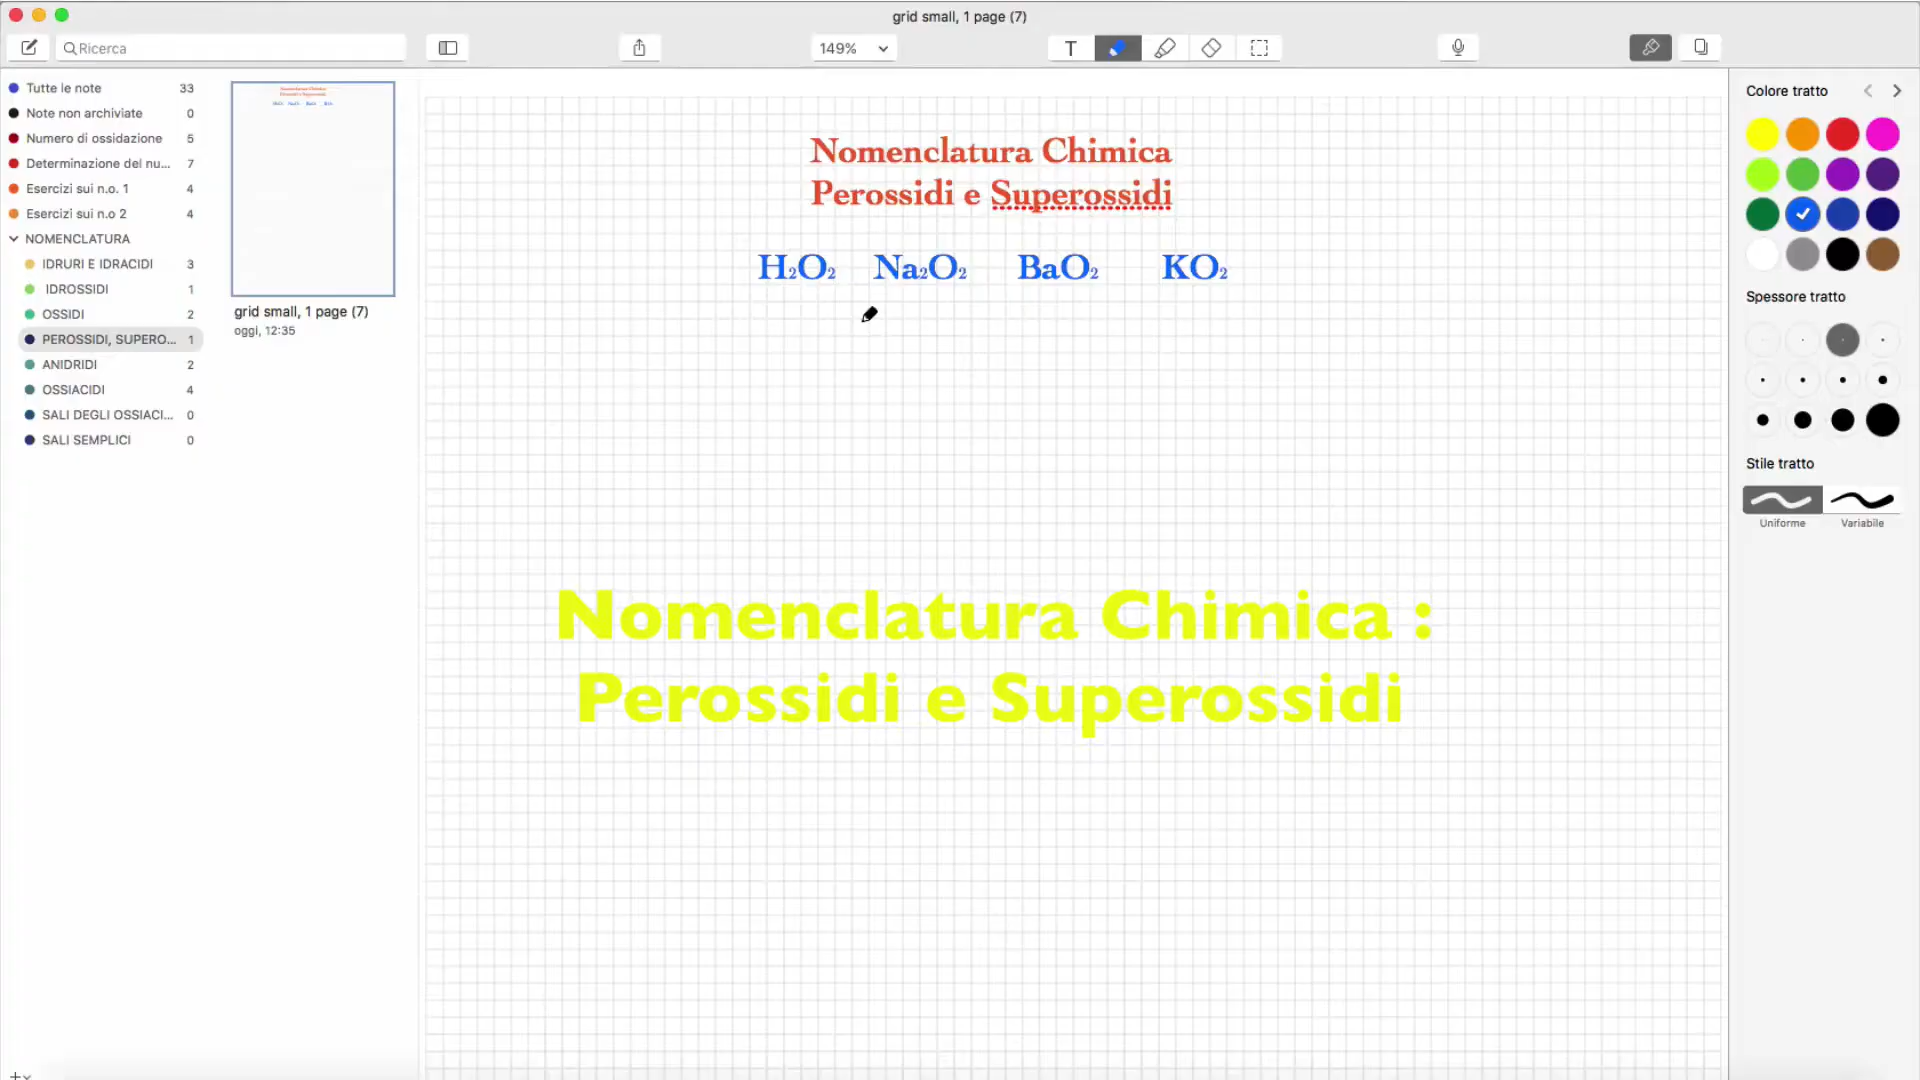 grid small, 1 page (7)
Ricerca
149%
T
Tutte le note 33
Note non archiviate 0
Numero di ossidazione 5
Determinazione del nu... 7
Esercizi sui n.o. 1 4
Esercizi sui n.o 2 4
NOMENCLATURA
IDRURI E IDRACIDI 3
IDROSSIDI 1
OSSIDI 2
PEROSSIDI, SUPERO... 1
ANIDRIDI 2
OSSIACIDI 4
SALI DEGLI OSSIACI... 0
SALI SEMPLICI 0
grid small, 1 page (7)
oggi, 12:35
Nomenclatura Chimica
Perossidi e Superossidi
H₂O₂ Na₂O₂ BaO₂ KO₂
Nomenclatura Chimica :
Perossidi e Superossidi
Colore tratto
Spessore tratto
Stile tratto
Uniforme Variabile